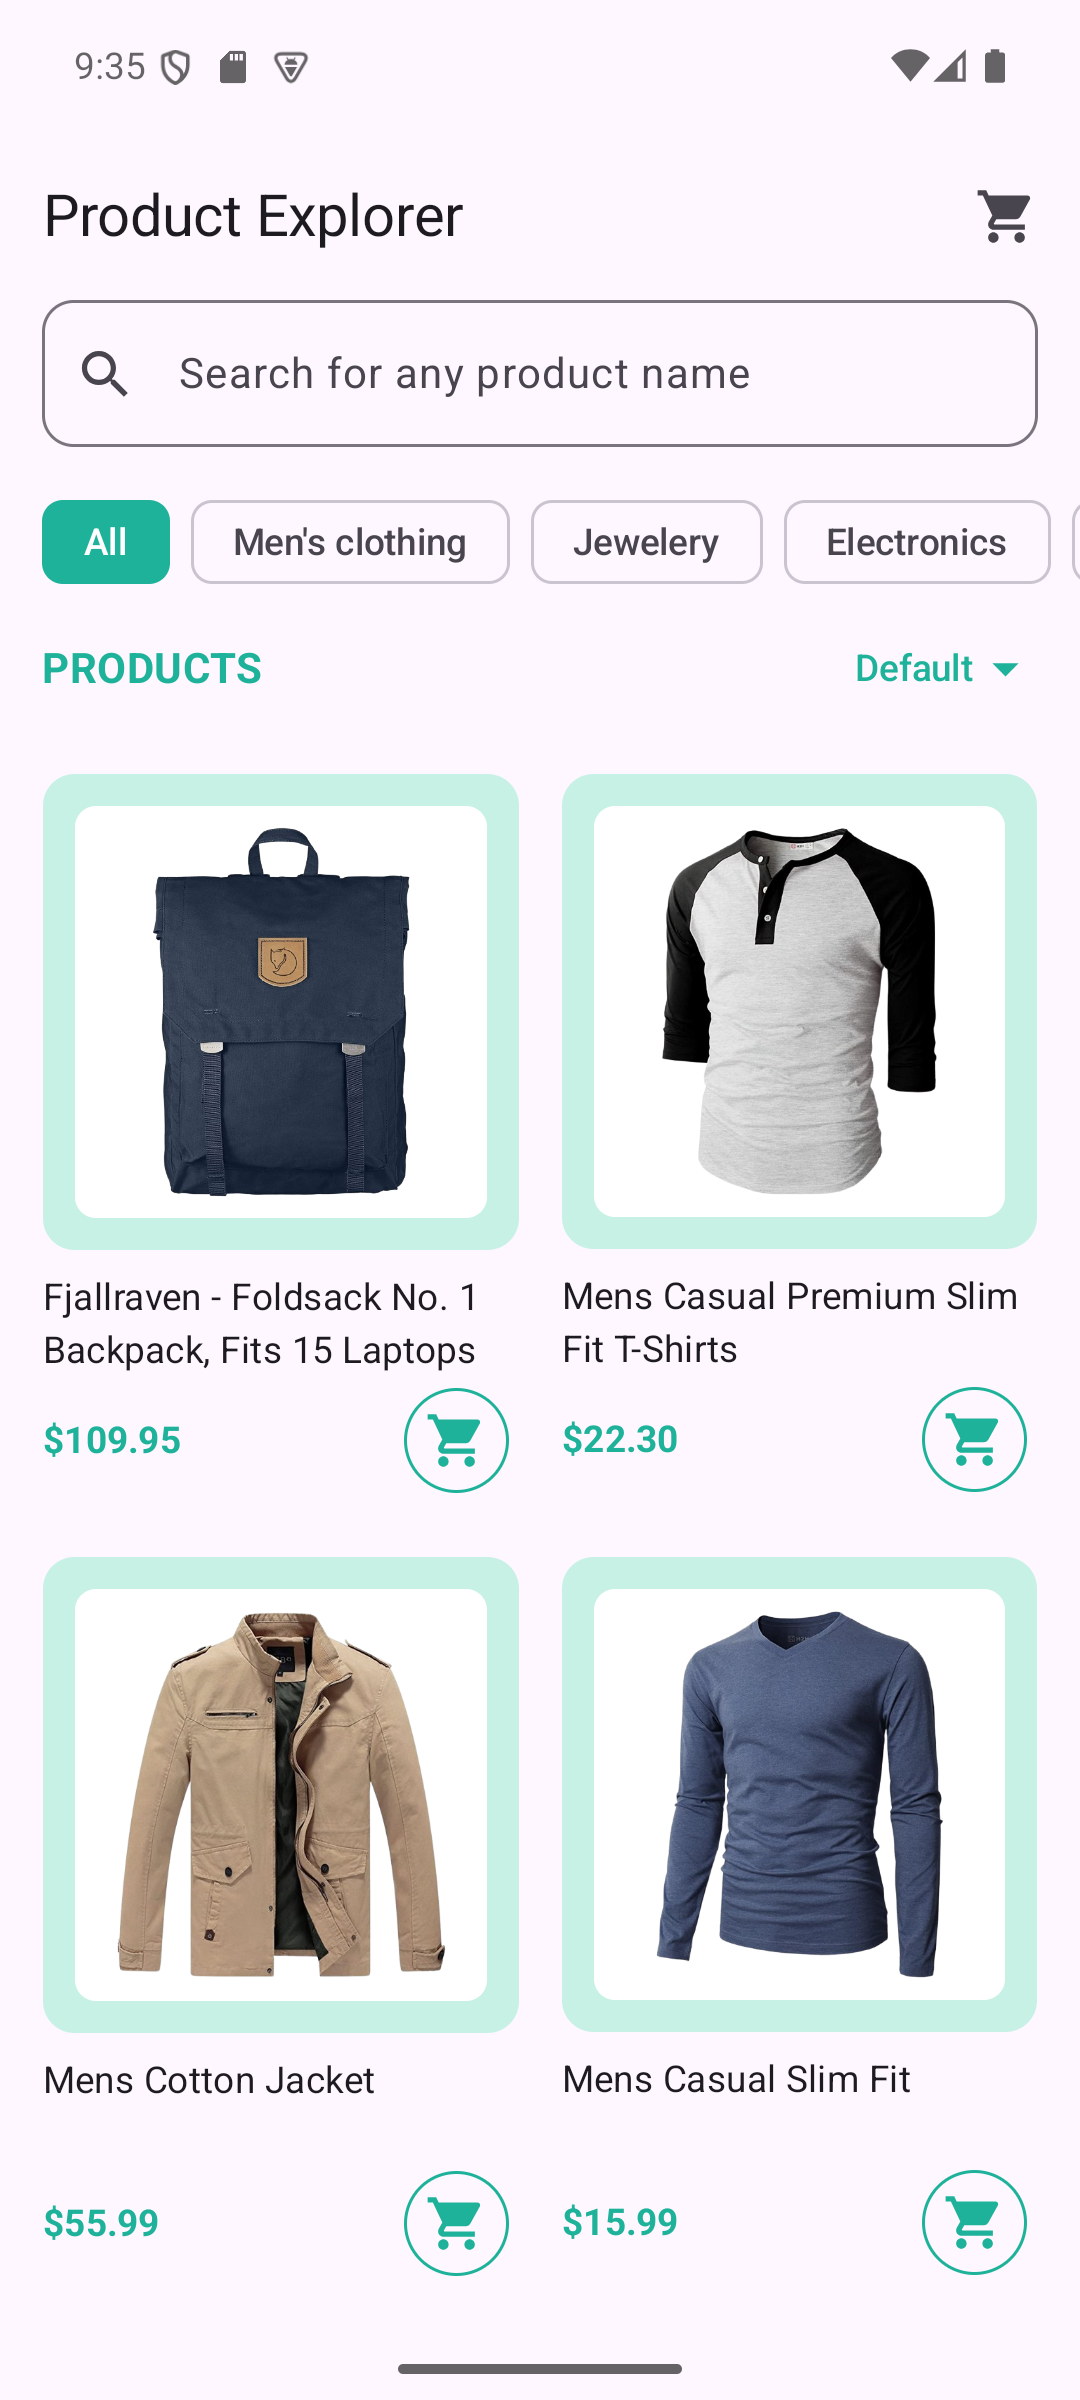 9:35
Product Explorer
Search for any product name
All
Men's clothing
Jewelery
Electronics
PRODUCTS
Default
Fjallraven - Foldsack No. 1
Backpack, Fits 15 Laptops
$109.95
Mens Casual Premium Slim
Fit T-Shirts
$22.30
Mens Cotton Jacket
$55.99
Mens Casual Slim Fit
$15.99